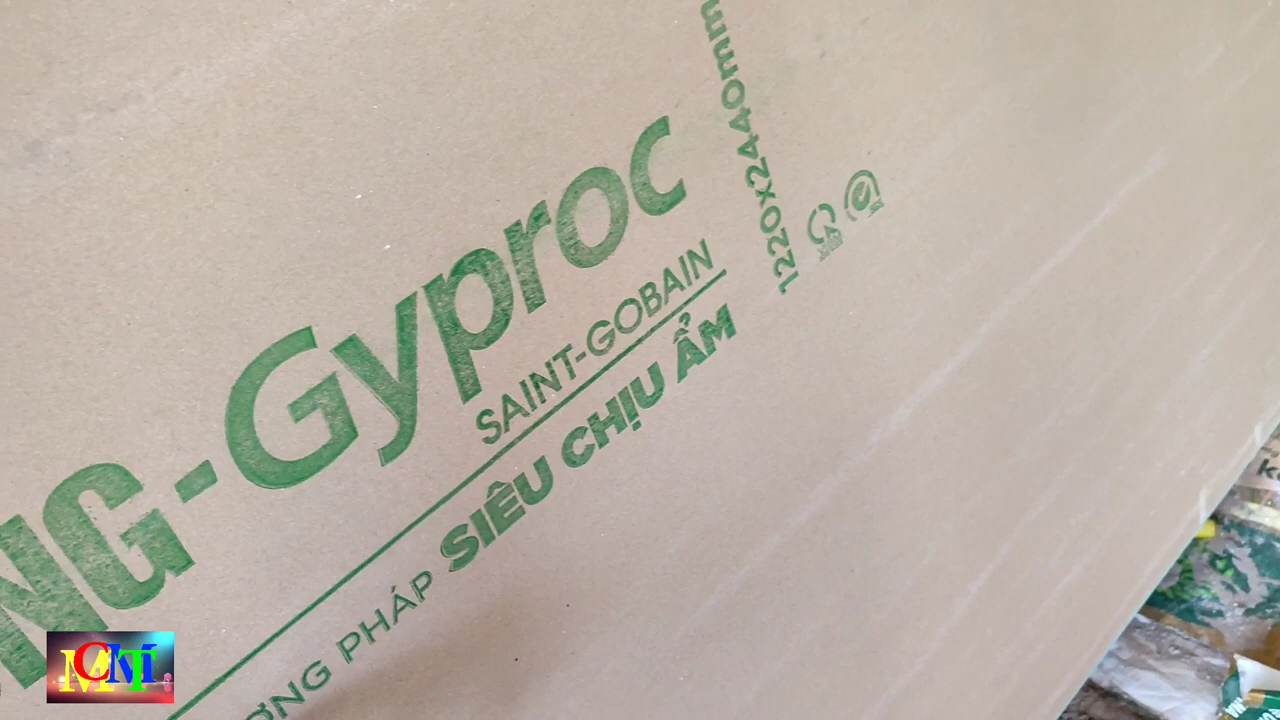 NG-Gyproc
SAINT-GOBAIN
ƠNG PHÁP SIÊU CHỊU ẨM
1220x2440mm